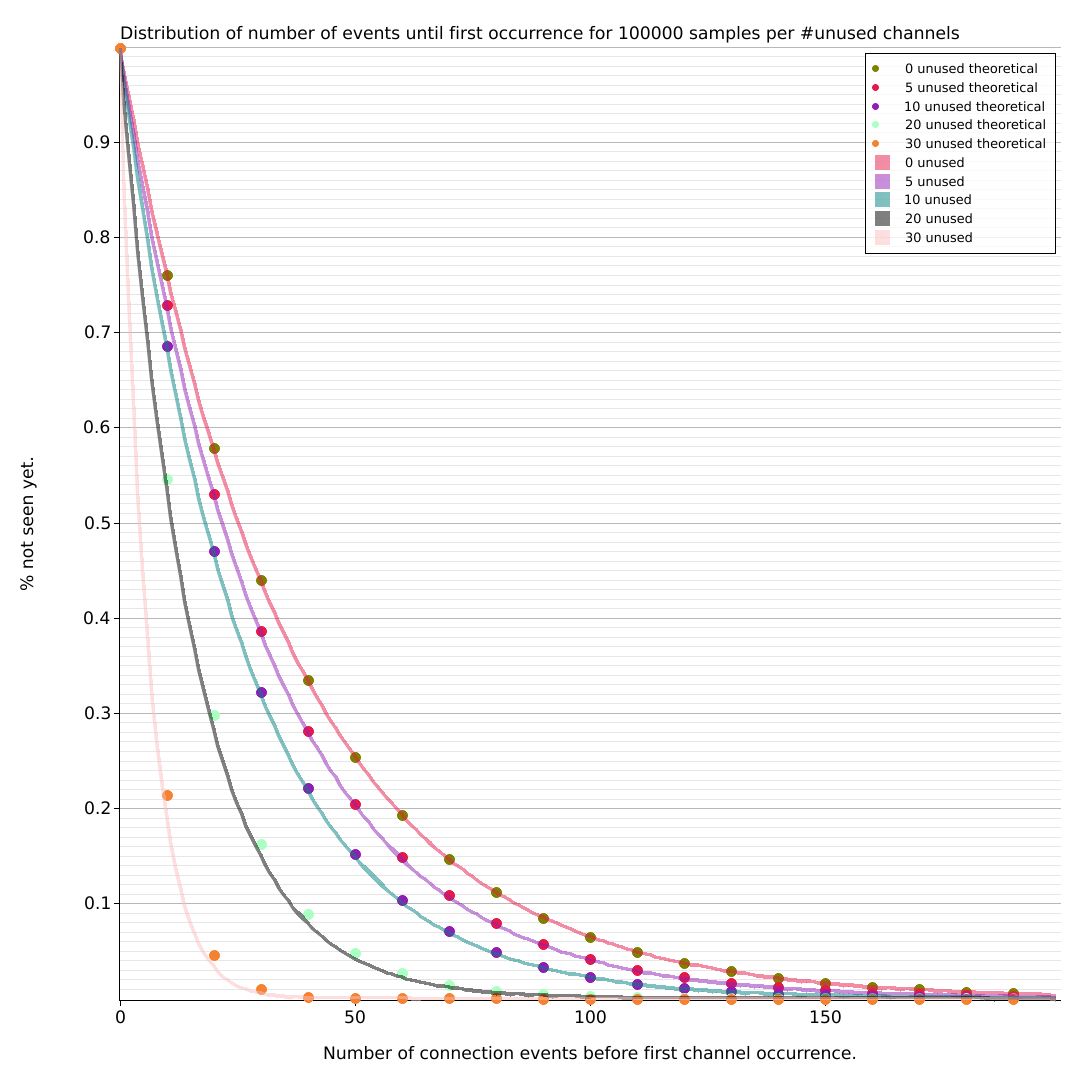 Distribution of number of events until first occurrence for 100000 samples per #unused channels
0 unused theoretical
5 unused theoretical
10 unused theoretical
20 unused theoretical
30 unused theoretical
0 unused
5 unused
10 unused
20 unused
30 unused
0.9
0.8
0.7
0.6
0.5
0.4
0.3
0.2
0.1
% not seen yet.
0 50 100 150
Number of connection events before first channel occurrence.